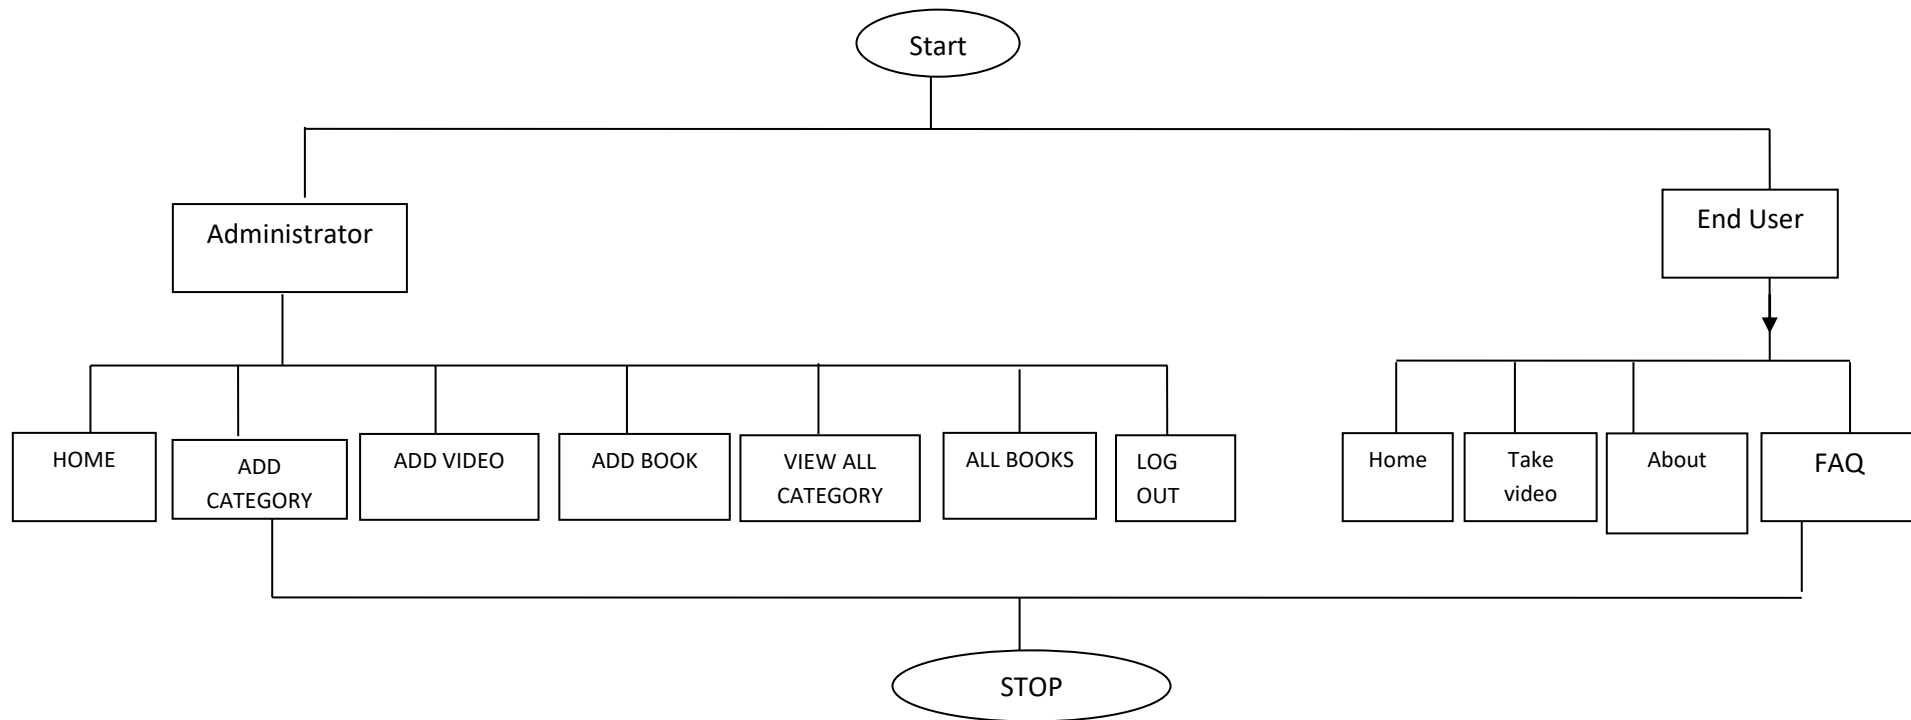 Start
Administrator
End User
HOME
ADD
CATEGORY
ADD VIDEO
ADD BOOK
VIEW ALL
CATEGORY
ALL BOOKS
LOG
OUT
Home
Take
video
About
FAQ
STOP